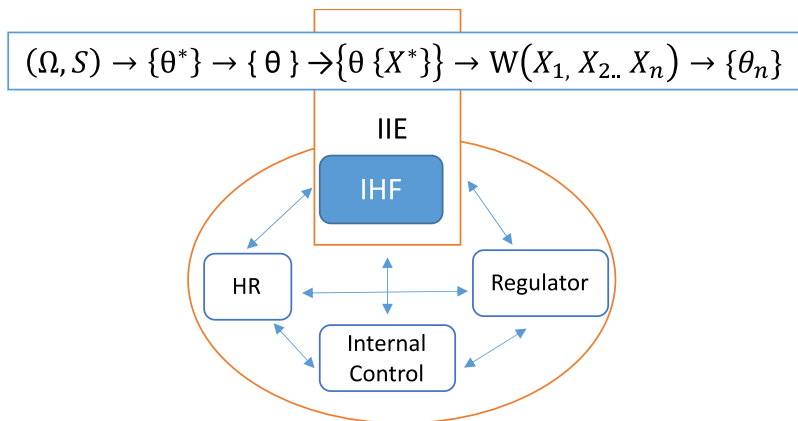 (Ω, S) → {θ*} → { θ } →{θ {X*}} → W(X₁, X₂.. Xₙ) → {θₙ}
IIE
IHF
HR
Regulator
Internal
Control